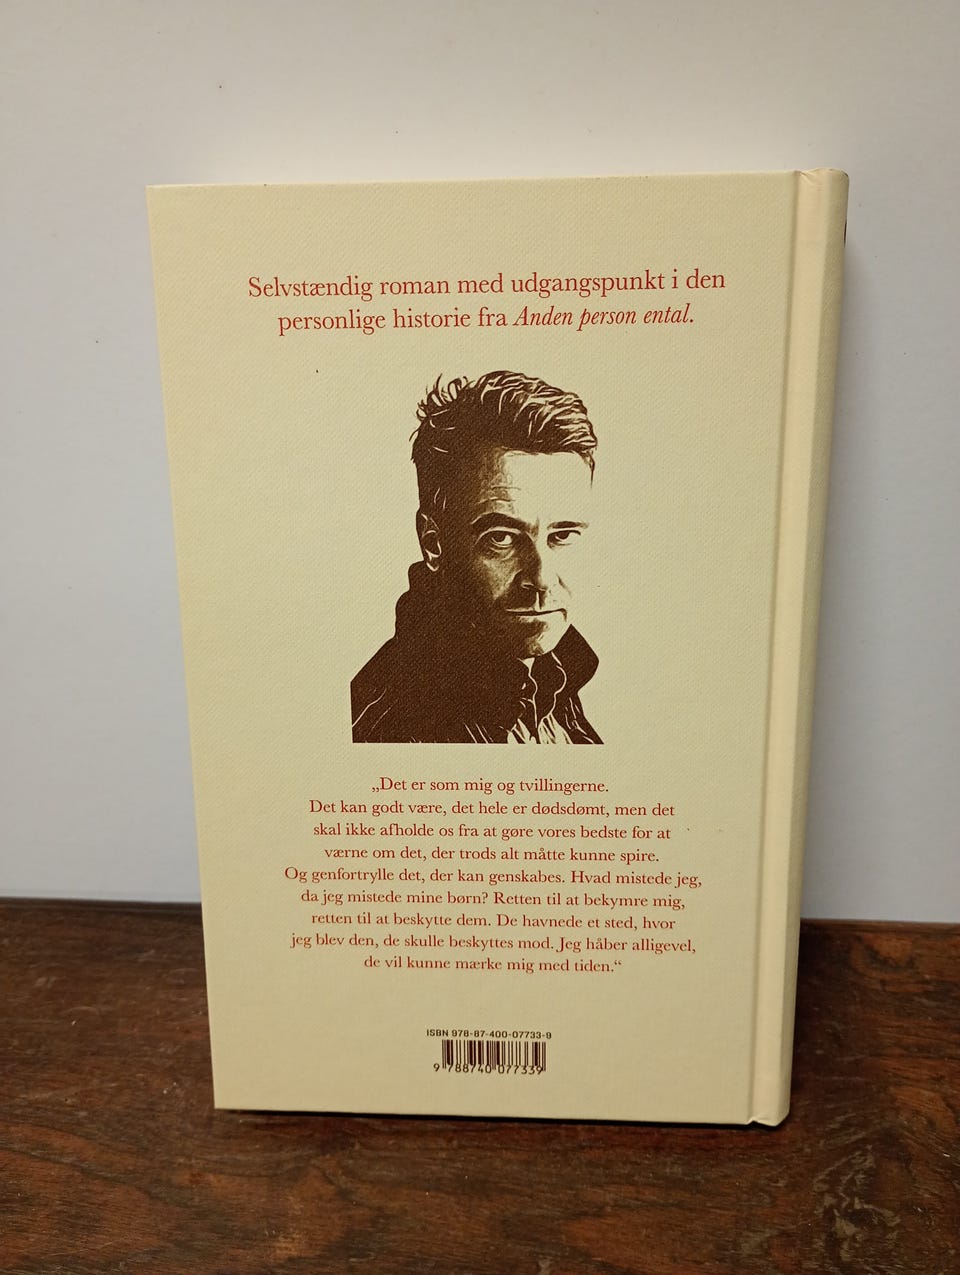 Selvstændig roman med udgangspunkt i den
personlige historie fra Anden person ental.
„Det er som mig og tvillingerne.
Det kan godt være, det hele er dødsdømt, men det
skal ikke afholde os fra at gøre vores bedste for at
værne om det, der trods alt måtte kunne spire.
Og genfortrylle det, der kan genskabes. Hvad mistede jeg,
da jeg mistede mine børn? Retten til at bekymre mig,
retten til at beskytte dem. De havnede et sted, hvor
jeg blev den, de skulle beskyttes mod. Jeg håber alligevel,
de vil kunne mærke mig med tiden.“
ISBN 978-87-400-07733-9
9 788740 077339